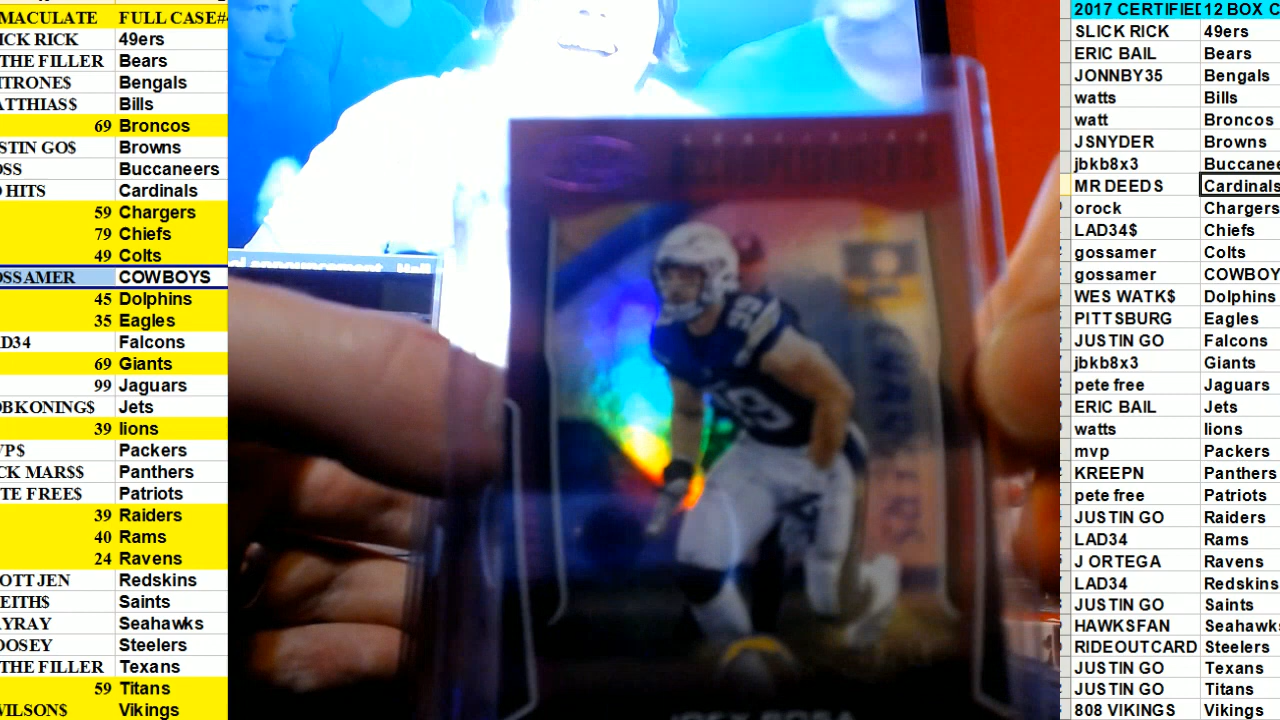 MACULATE FULL CASE#
ICK RICK 49ers
THE FILLER Bears
ITRONE$ Bengals
ATTHIAS$ Bills
69 Broncos
STIN GO$ Browns
OSS Buccaneers
O HITS Cardinals
59 Chargers
79 Chiefs
49 Colts
OSSAMER COWBOYS
45 Dolphins
35 Eagles
D34 Falcons
69 Giants
99 Jaguars
OBKONING$ Jets
39 lions
VP$ Packers
CK MAR$$ Panthers
TE FREE$ Patriots
39 Raiders
40 Rams
24 Ravens
OTT JEN Redskins
EITH$ Saints
AYRAY Seahawks
OOSEY Steelers
THE FILLER Texans
59 Titans
WILSON$ Vikings
announcement
JOEY BOSA
2017 CERTIFIED 12 BOX C
SLICK RICK 49ers
ERIC BAIL Bears
JONNBY35 Bengals
watts Bills
watt Broncos
JSNYDER Browns
jbkb8x3 Buccanee
MR DEEDS Cardinals
orock Chargers
LAD34$ Chiefs
gossamer Colts
gossamer COWBOY
WES WATK$ Dolphins
PITTSBURG Eagles
JUSTIN GO Falcons
jbkb8x3 Giants
pete free Jaguars
ERIC BAIL Jets
watts lions
mvp Packers
KREEPN Panthers
pete free Patriots
JUSTIN GO Raiders
LAD34 Rams
J ORTEGA Ravens
LAD34 Redskins
JUSTIN GO Saints
HAWKSFAN Seahawks
RIDEOUTCARD Steelers
JUSTIN GO Texans
JUSTIN GO Titans
808 VIKINGS Vikings